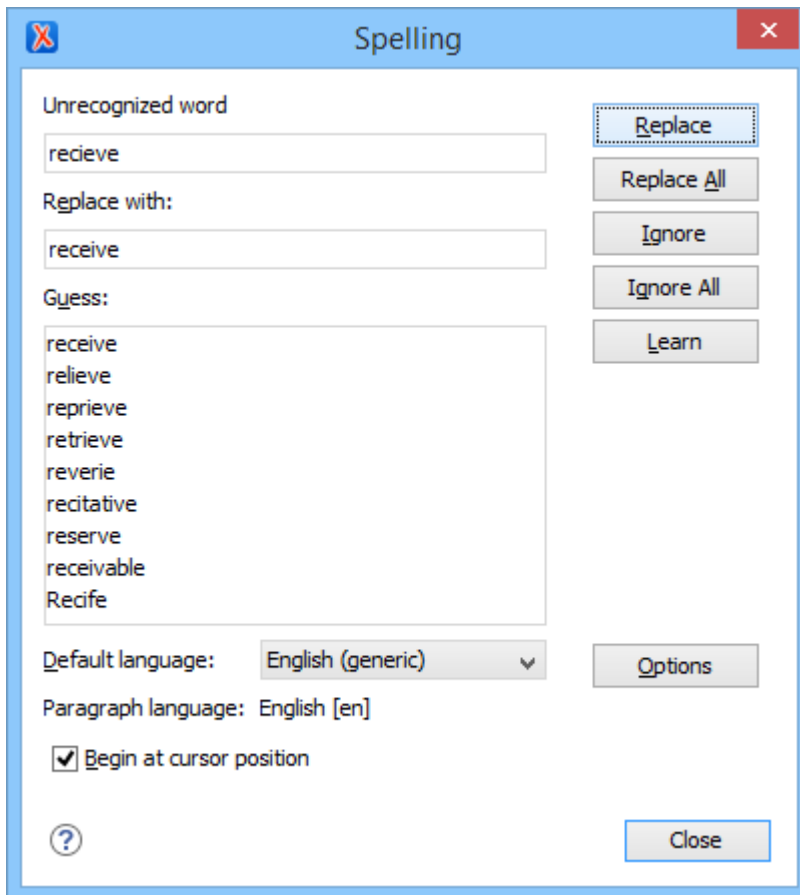 Spelling
Unrecognized word
recieve
Replace with:
receive
Guess:
receive
relieve
reprieve
retrieve
reverie
recitative
reserve
receivable
Recife
Replace
Replace All
Ignore
Ignore All
Learn
Default language: English (generic)
Options
Paragraph language: English [en]
Begin at cursor position
?
Close